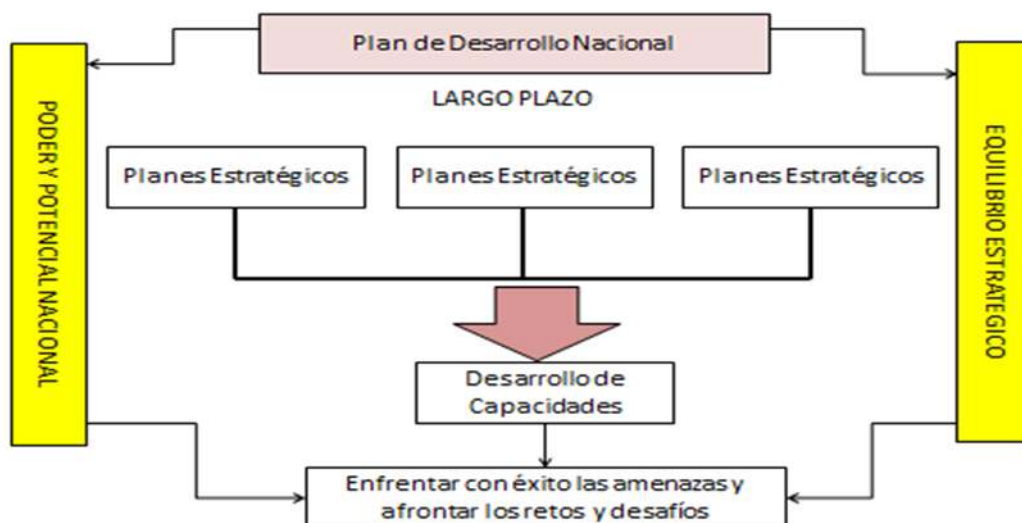 Plan de Desarrollo Nacional
LARGO PLAZO
PODER Y POTENCIAL NACIONAL
EQUILIBRIO ESTRATEGICO
Planes Estratégicos
Planes Estratégicos
Planes Estratégicos
Desarrollo de
Capacidades
Enfrentar con éxito las amenazas y
afrontar los retos y desafíos